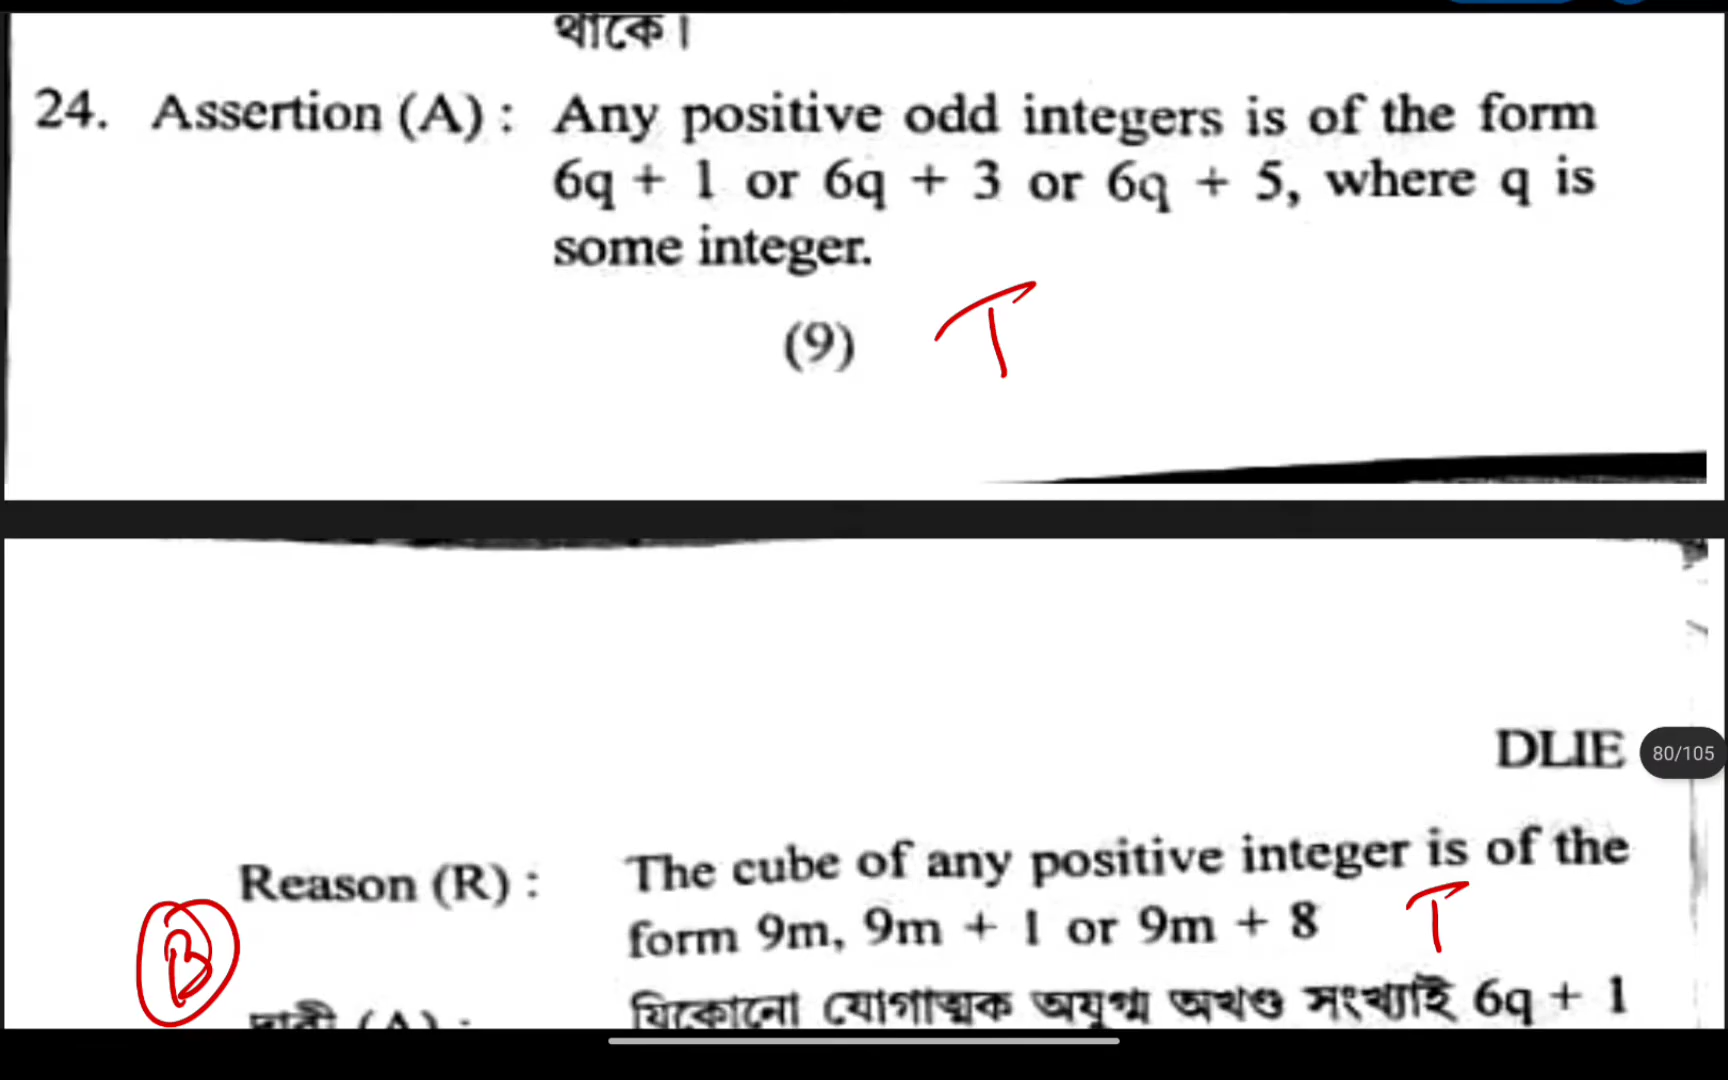 থাকে।
24. Assertion (A) : Any positive odd integers is of the form
6q + 1 or 6q + 3 or 6q + 5, where q is
some integer.
(9)
T
DLIE
80/105
Reason (R) : The cube of any positive integer is of the
form 9m, 9m + 1 or 9m + 8
T
B
দাবী (A) :
যিকোনো যোগাত্মক অযুগ্ম অখণ্ড সংখ্যাই 6q + 1